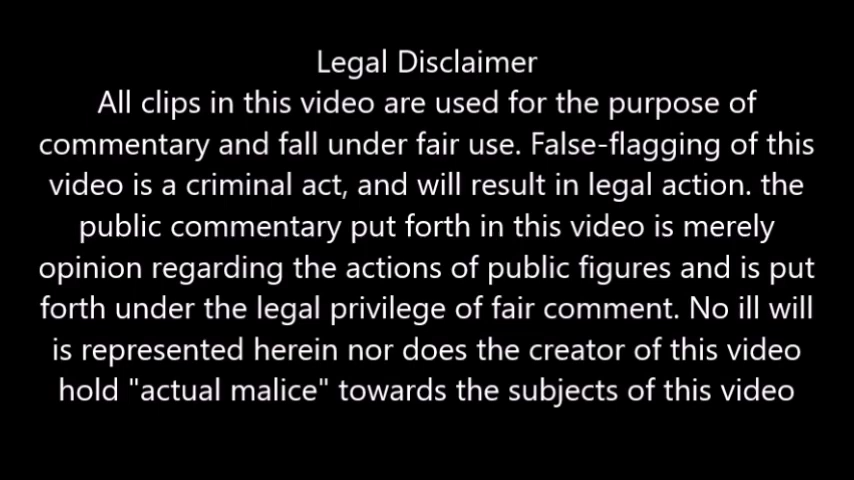 Legal Disclaimer
All clips in this video are used for the purpose of
commentary and fall under fair use. False-flagging of this
video is a criminal act, and will result in legal action. the
public commentary put forth in this video is merely
opinion regarding the actions of public figures and is put
forth under the legal privilege of fair comment. No ill will
is represented herein nor does the creator of this video
hold "actual malice" towards the subjects of this video